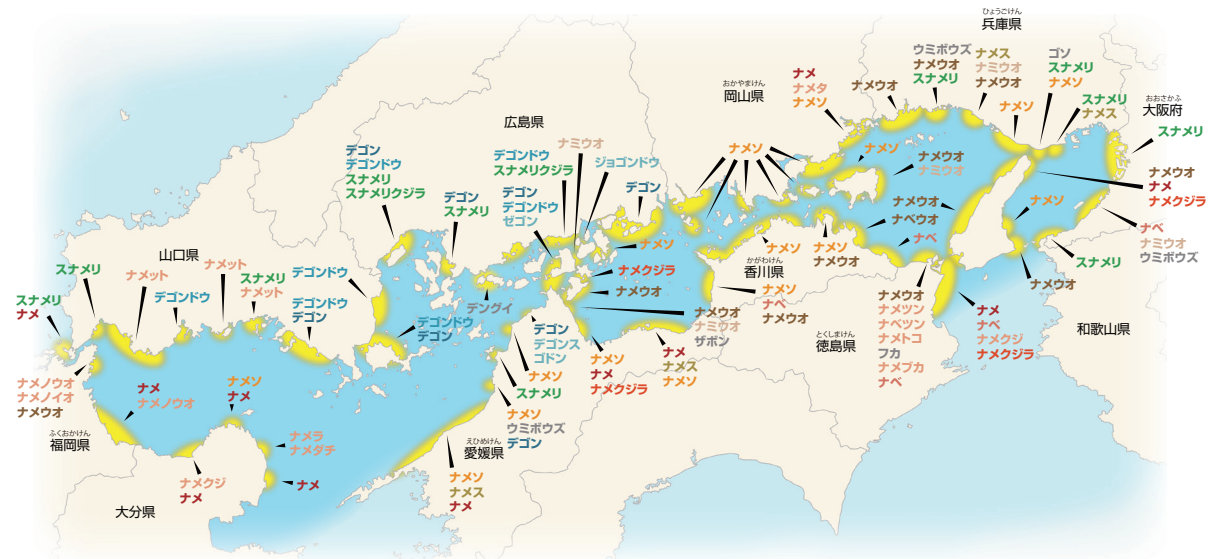 ひょうごけん
兵庫県
ウミボウズ
ナメウオ
スナメリ
ナメス
ナミウオ
ナメウオ
ゴソ
スナメリ
ナメソ
スナメリ
ナメス
おおさかふ
大阪府
スナメリ
ナメソ
ナメウオ
おかやまけん
岡山県
ナメ
ナメタ
ナメソ
ナメソ
ナメソ
ナメウオ
ナミウオ
ナメウオ
ナメ
ナメクジラ
ナメウオ
ナベウオ
ナベ
ナメソ
ナベ
ナミウオ
ウミボウズ
スナメリ
ナメウオ
広島県
ナミウオ
デゴンドウ
スナメリクジラ
ジョゴンドウ
デゴン
デゴン
デゴンドウ
ゼゴン
デゴン
デゴンドウ
スナメリ
スナメリクジラ
デゴン
スナメリ
ナメソ
ナメクジラ
ナメウオ
ナメソ
かがわけん
香川県
ナメソ
ナメウオ
ナメソ
ナベ
ナメウオ
ナメウオ
ナミウオ
ザボン
とくしまけん
徳島県
ナメウオ
ナメツン
ナベツン
ナメトコ
フカ
ナメブカ
ナベ
ナメ
ナベ
ナメクジ
ナメクジラ
和歌山県
山口県
スナメリ
ナメット
ナメット
スナメリ
ナメット
デゴンドウ
デゴンドウ
デゴンドウ
デゴン
デゴンドウ
デゴン
デングイ
スナメリ
ナメ
デゴン
デゴンス
ゴドン
ナメソ
スナメリ
ナメソ
ナメ
ナメクジラ
ナメ
ナメス
ナメソ
ナメソ
ウミボウズ
デゴン
えひめけん
愛媛県
ナメソ
ナメス
ナメ
ナメノウオ
ナメノイオ
ナメウオ
ナメ
ナメノウオ
ナメソ
ナメ
ふくおかけん
福岡県
ナメラ
ナメダチ
ナメクジ
ナメ
ナメ
大分県